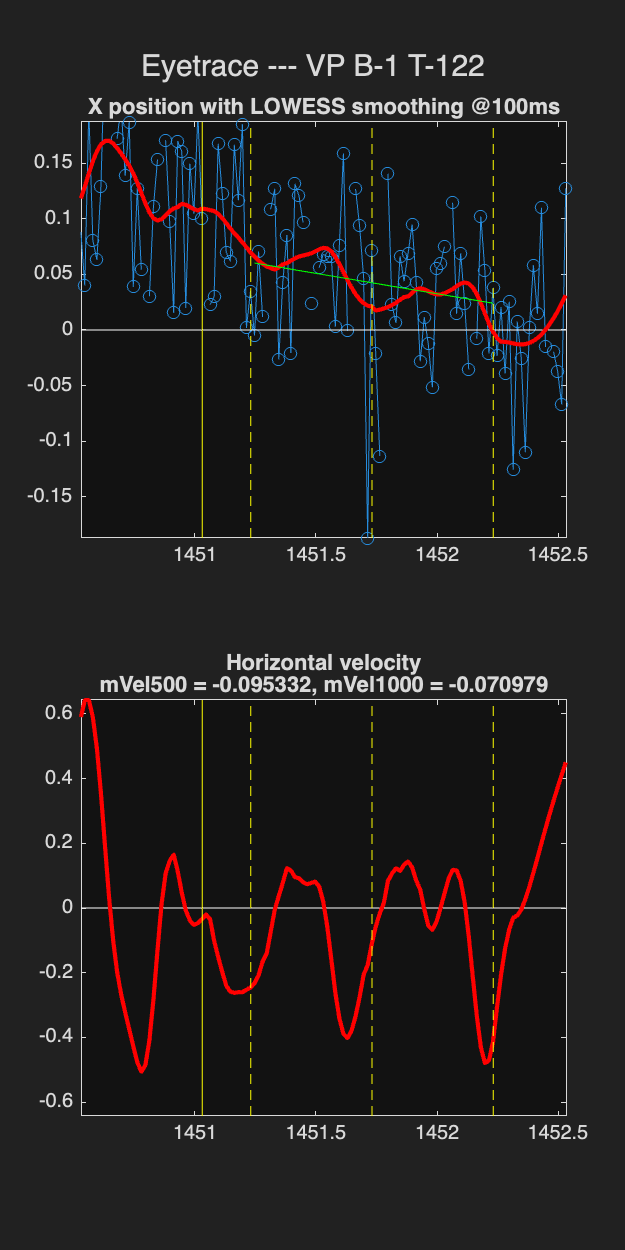 Eyetrace --- VP B-1 T-122
X position with LOWESS smoothing @100ms
0.15
0.1
0.05
0
-0.05
-0.1
-0.15
1451 1451.5 1452 1452.5
Horizontal velocity
mVel500 = -0.095332, mVel1000 = -0.070979
0.6
0.4
0.2
0
-0.2
-0.4
-0.6
1451 1451.5 1452 1452.5